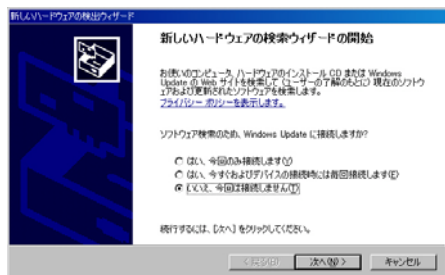 新しいハードウェアの検出ウィザード
新しいハードウェアの検索ウィザードの開始
お使いのコンピュータ、ハードウェアのインストール CD または Windows
Update の Web サイトを検索して (ユーザーの了解のもとに) 現在のソフトウ
ェアおよび更新されたソフトウェアを検索します。
プライバシー ポリシーを表示します。
ソフトウェア検索のため、Windows Update に接続しますか?
はい、今回のみ接続します(Y)
はい、今すぐおよびデバイスの接続時には毎回接続します(E)
いいえ、今回は接続しません(T)
続行するには、[次へ] をクリックしてください。
< 戻る(B)
次へ(N) >
キャンセル